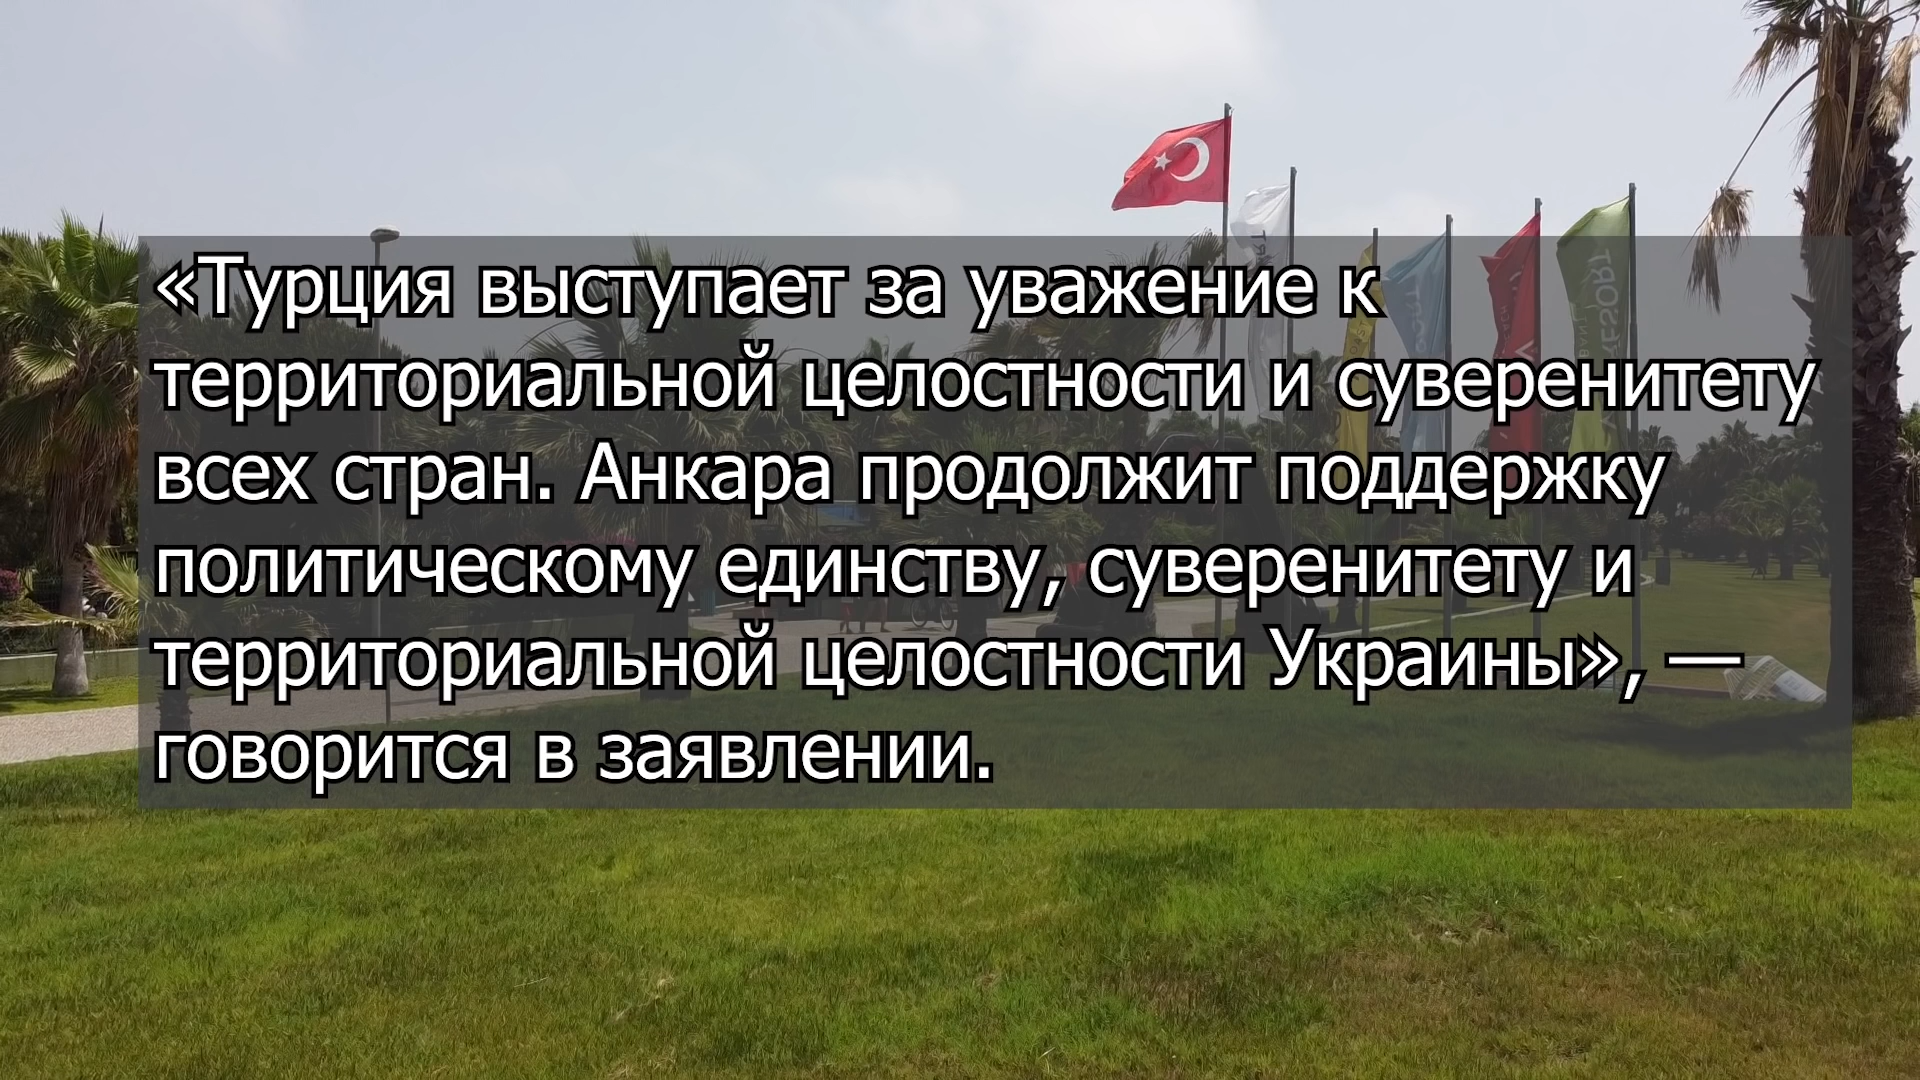 «Турция выступает за уважение к
территориальной целостности и суверенитету
всех стран. Анкара продолжит поддержку
политическому единству, суверенитету и
территориальной целостности Украины», —
говорится в заявлении.